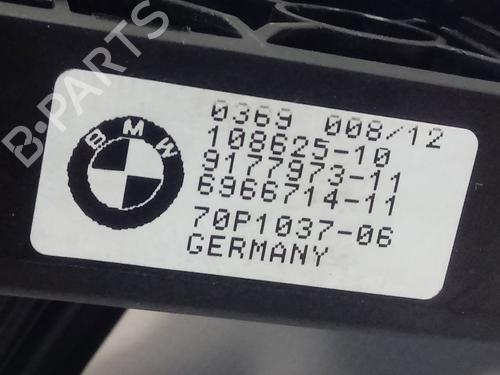 B-PARTS
BMW
0369 008/12
108625-10
9177973-11
6966714-11
70P1037-06
GERMANY